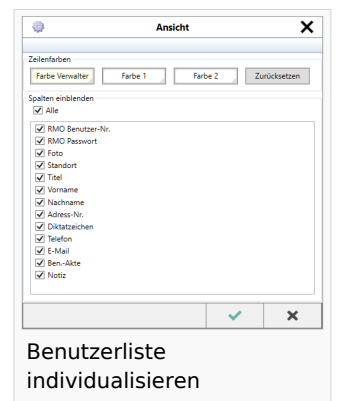 Ansicht
Zeilenfarben
Farbe Verwalter Farbe 1 Farbe 2 Zurücksetzen
Spalten einblenden
Alle
RMO Benutzer-Nr.
RMO Passwort
Foto
Standort
Titel
Vorname
Nachname
Adress-Nr.
Diktatzeichen
Telefon
E-Mail
Ben.-Akte
Notiz
Benutzerliste
individualisieren